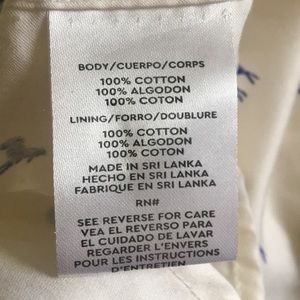 BODY/CUERPO/CORPS
100% COTTON
100% ALGODON
100% COTON
LINING/FORRO/DOUBLURE
100% COTTON
100% ALGODON
100% COTON
MADE IN SRI LANKA
HECHO EN SRI LANKA
FABRIQUE EN SRI LANKA
RN#
SEE REVERSE FOR CARE
VEA EL REVERSO PARA
EL CUIDADO DE LAVAR
REGARDER L'ENVERS
POUR LES INSTRUCTIONS
D'ENTRETIEN